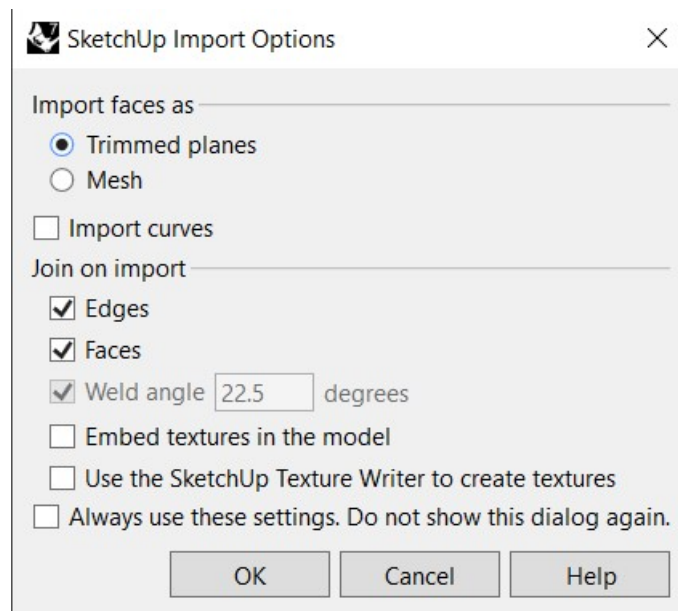 7
SketchUp Import Options
Import faces as
Trimmed planes
Mesh
Import curves
Join on import
Edges
Faces
Weld angle 22.5 degrees
Embed textures in the model
Use the SketchUp Texture Writer to create textures
Always use these settings. Do not show this dialog again.
OK Cancel Help